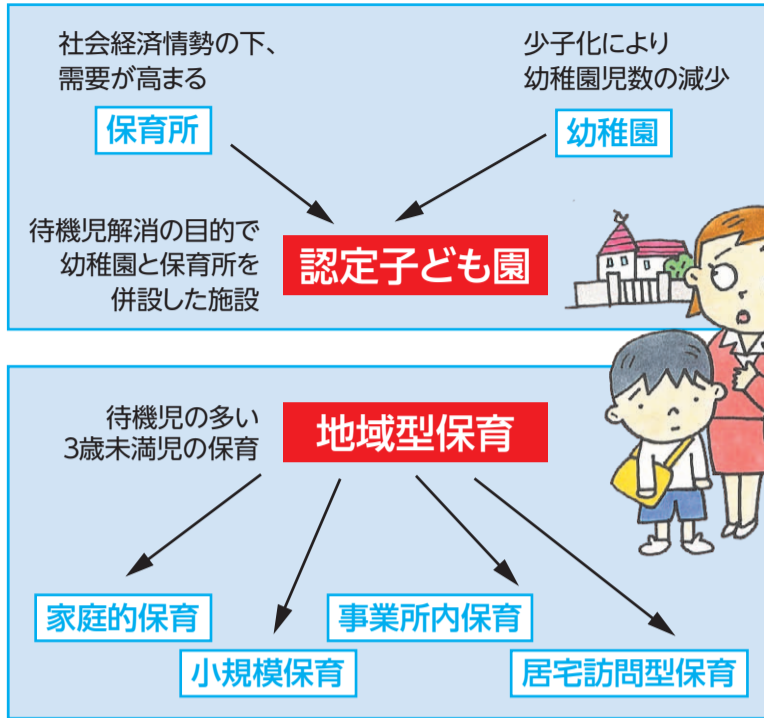 社会経済情勢の下、
需要が高まる
保育所
少子化により
幼稚園児数の減少
幼稚園
待機児解消の目的で
幼稚園と保育所を
併設した施設
認定子ども園
待機児の多い
3歳未満児の保育
地域型保育
家庭的保育
小規模保育
事業所内保育
居宅訪問型保育